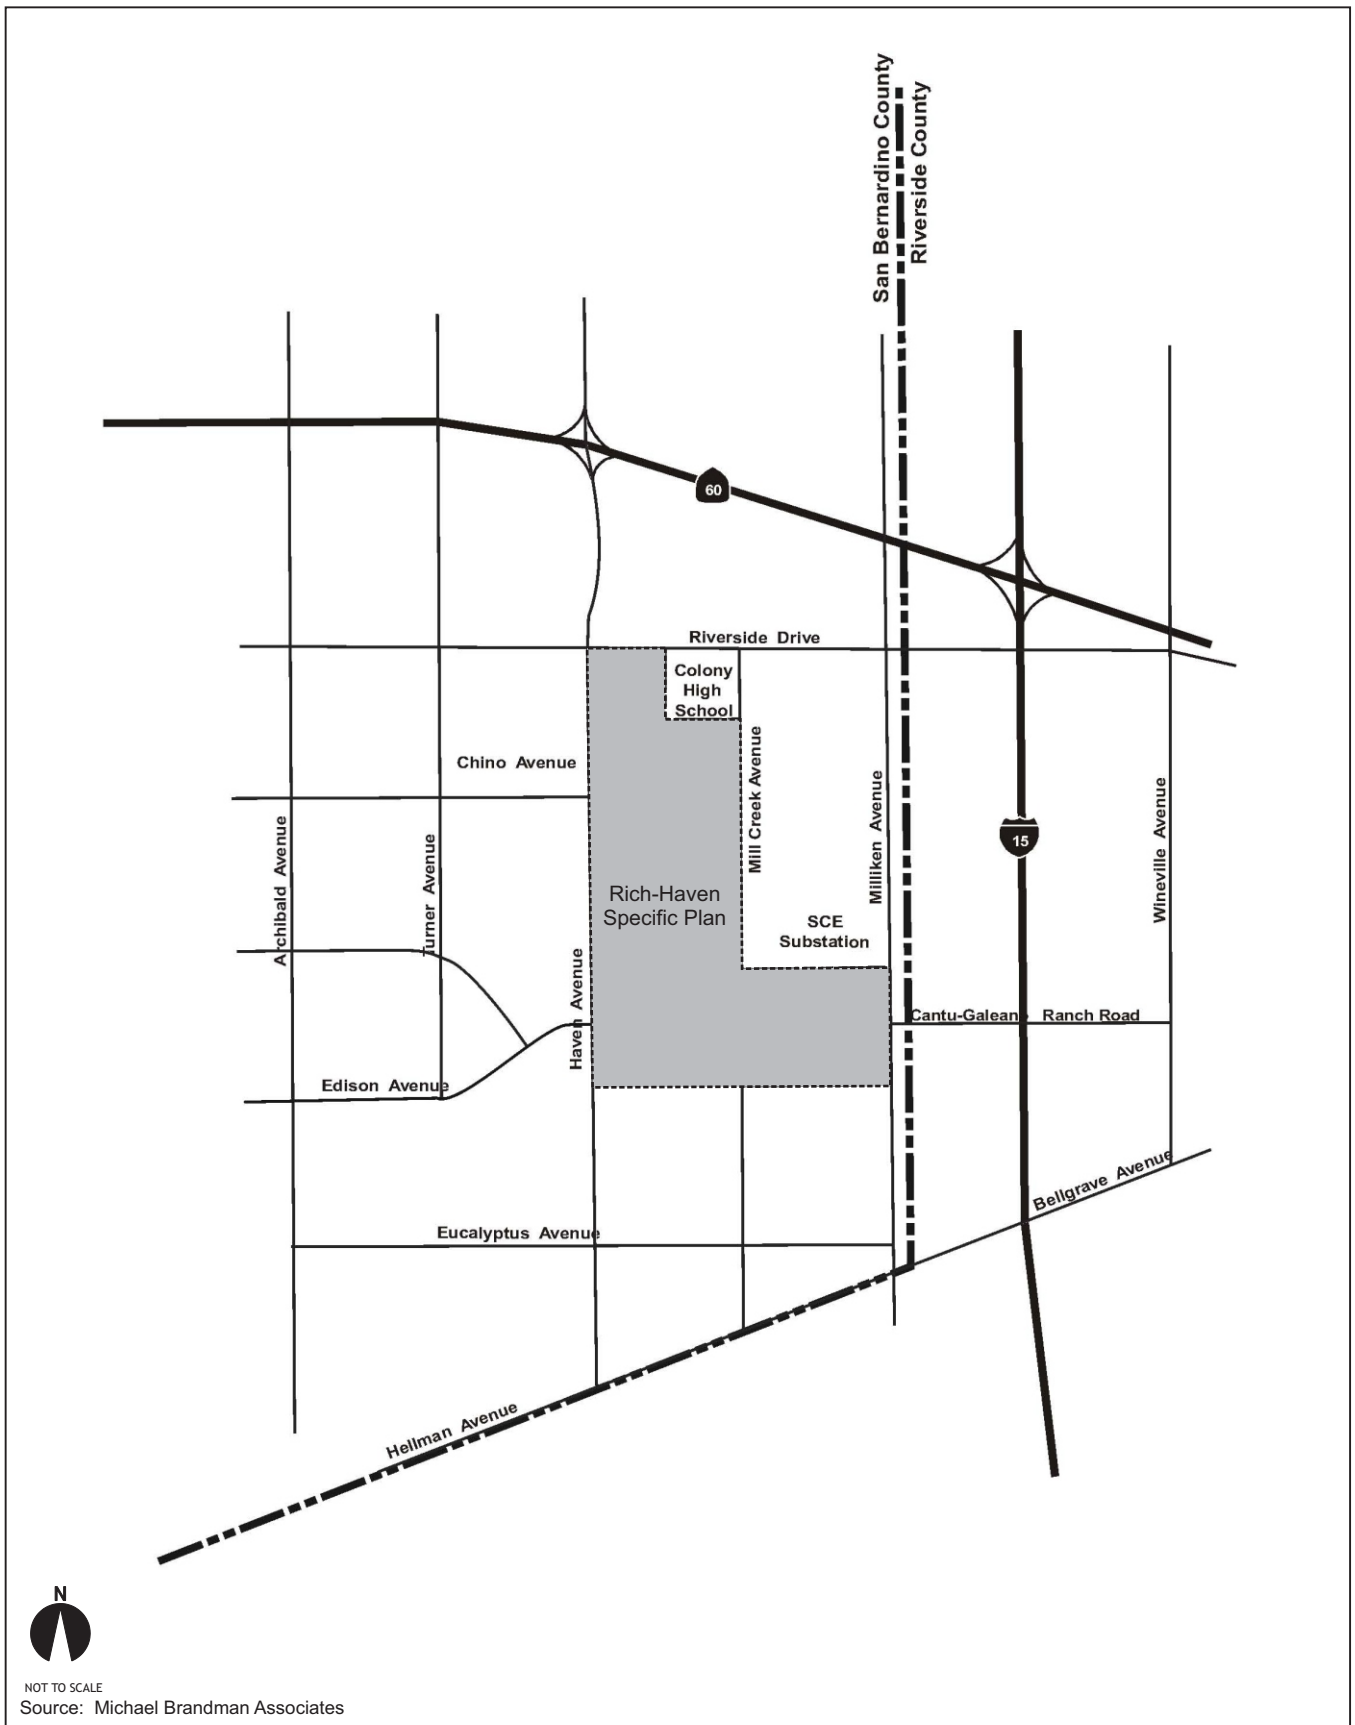 San Bernardino County
Riverside County
60
Riverside Drive
Colony
High
School
Chino Avenue
Mill Creek Avenue
Milliken Avenue
15
Wineville Avenue
Archibald Avenue
Turner Avenue
Rich-Haven
Specific Plan
SCE
Substation
Haven Avenue
Cantu-Galeano Ranch Road
Edison Avenue
Bellgrave Avenue
Eucalyptus Avenue
Hellman Avenue
N
NOT TO SCALE
Source: Michael Brandman Associates